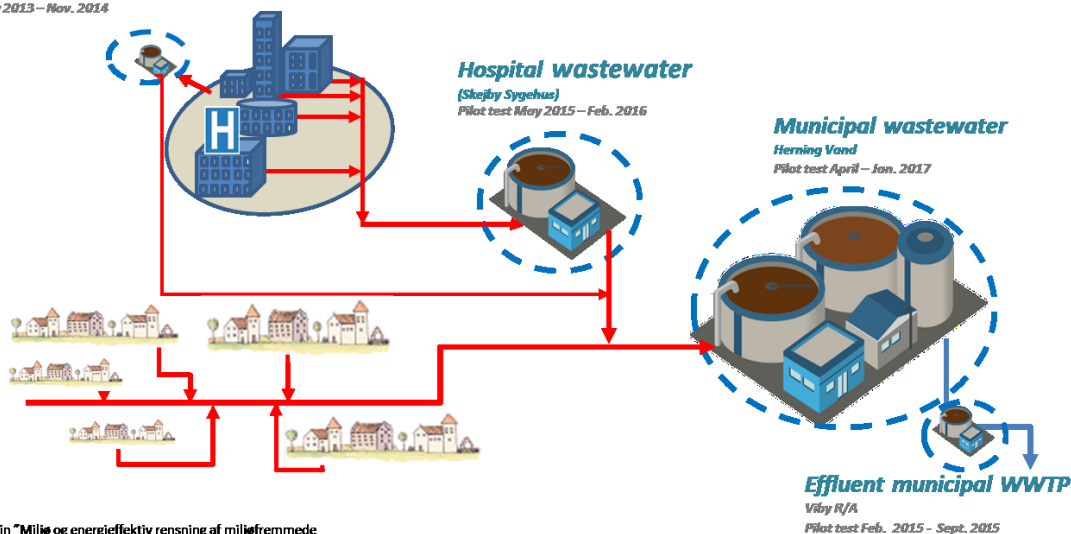 2013 – Nov. 2014
H
Hospital wastewater
(Skejby Sygehus)
Pilot test May 2015 – Feb. 2016
Municipal wastewater
Herning Vand
Pilot test April – Jan. 2017
Effluent municipal WWTP
Viby R/A
Pilot test Feb. 2015 - Sept. 2015
in "Miljø og energieffektiv rensning af miljøfremmede